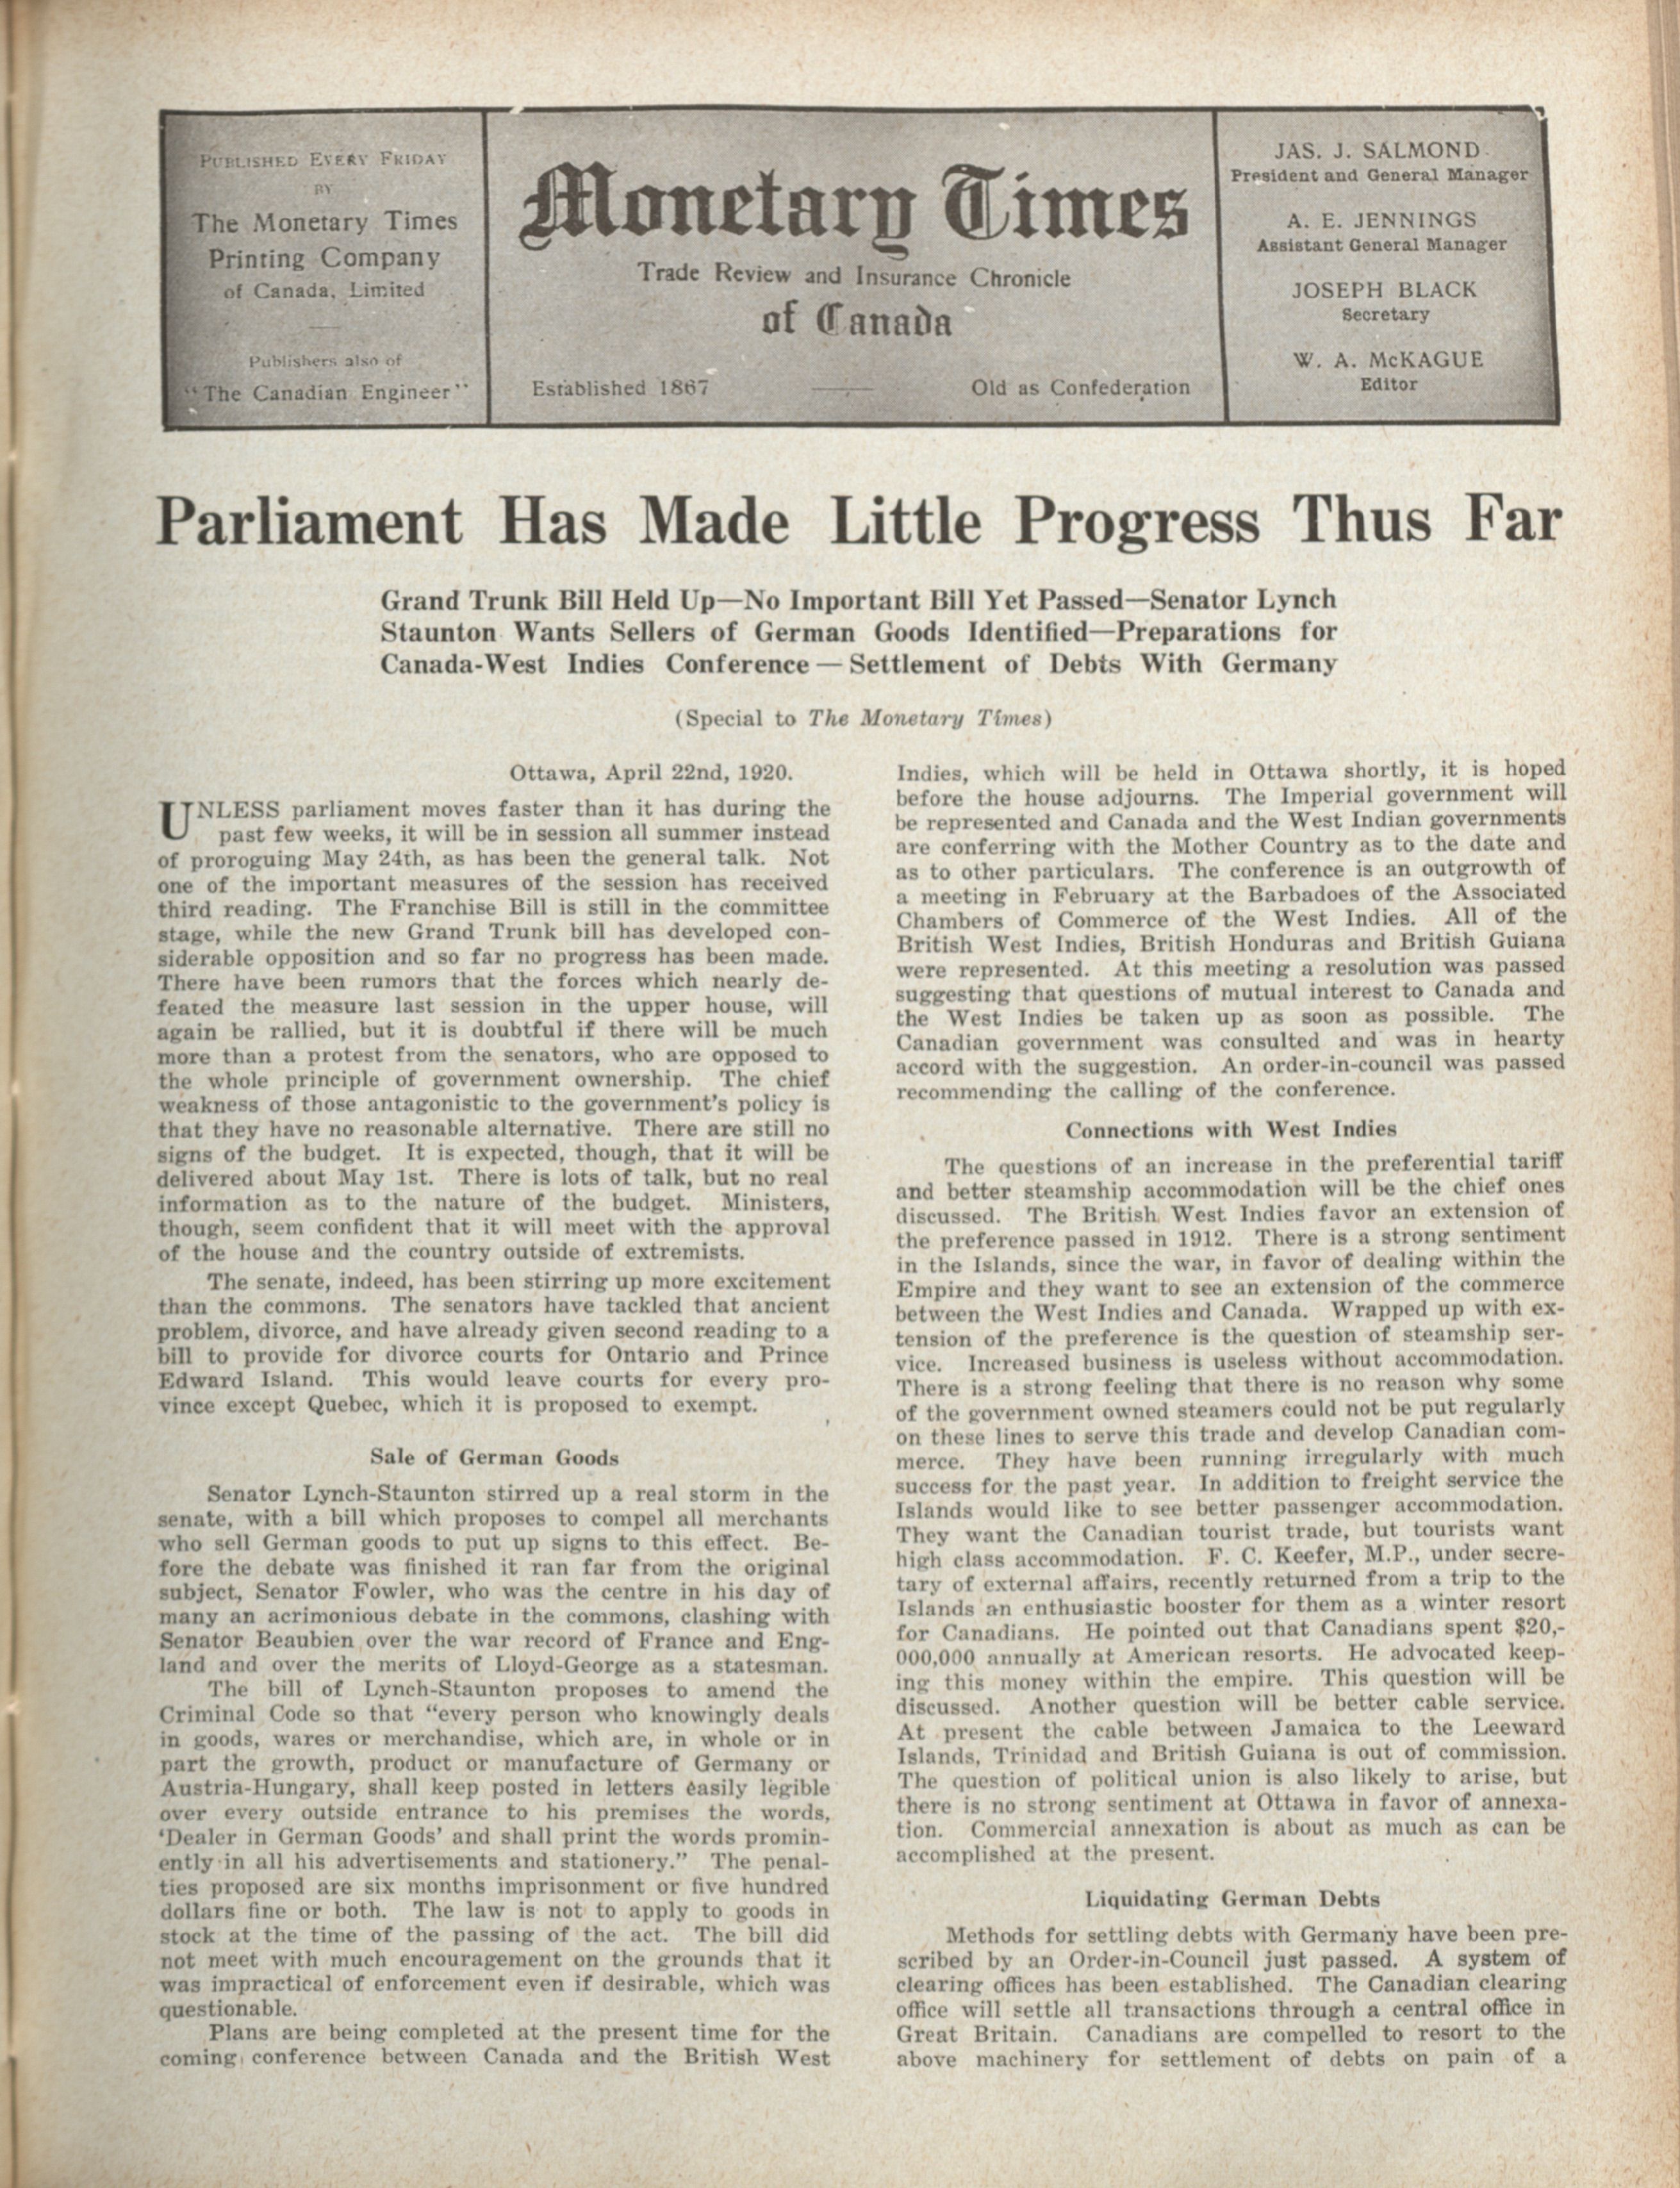 PUBLISHED EVERY FRIDAY
BY
The Monetary Times
Printing Company
of Canada, Limited
Publishers also of
"The Canadian Engineer"
Monetary Times
Trade Review and Insurance Chronicle
of Canada
Established 1867
Old as Confederation
JAS. J. SALMOND
President and General Manager
A. E. JENNINGS
Assistant General Manager
JOSEPH BLACK
Secretary
W. A. McKAGUE
Editor
Parliament Has Made Little Progress Thus Far
Grand Trunk Bill Held Up—No Important Bill Yet Passed—Senator Lynch
Staunton Wants Sellers of German Goods Identified—Preparations for
Canada-West Indies Conference — Settlement of Debts With Germany
(Special to The Monetary Times)
Ottawa, April 22nd, 1920.
UNLESS parliament moves faster than it has during the
past few weeks, it will be in session all summer instead
of proroguing May 24th, as has been the general talk. Not
one of the important measures of the session has received
third reading. The Franchise Bill is still in the committee
stage, while the new Grand Trunk bill has developed con-
siderable opposition and so far no progress has been made.
There have been rumors that the forces which nearly de-
feated the measure last session in the upper house, will
again be rallied, but it is doubtful if there will be much
more than a protest from the senators, who are opposed to
the whole principle of government ownership. The chief
weakness of those antagonistic to the government's policy is
that they have no reasonable alternative. There are still no
signs of the budget. It is expected, though, that it will be
delivered about May 1st. There is lots of talk, but no real
information as to the nature of the budget. Ministers,
though, seem confident that it will meet with the approval
of the house and the country outside of extremists.
The senate, indeed, has been stirring up more excitement
than the commons. The senators have tackled that ancient
problem, divorce, and have already given second reading to a
bill to provide for divorce courts for Ontario and Prince
Edward Island. This would leave courts for every pro-
vince except Quebec, which it is proposed to exempt.
Sale of German Goods
Senator Lynch-Staunton stirred up a real storm in the
senate, with a bill which proposes to compel all merchants
who sell German goods to put up signs to this effect. Be-
fore the debate was finished it ran far from the original
subject, Senator Fowler, who was the centre in his day of
many an acrimonious debate in the commons, clashing with
Senator Beaubien over the war record of France and Eng-
land and over the merits of Lloyd-George as a statesman.
The bill of Lynch-Staunton proposes to amend the
Criminal Code so that "every person who knowingly deals
in goods, wares or merchandise, which are, in whole or in
part the growth, product or manufacture of Germany or
Austria-Hungary, shall keep posted in letters easily legible
over every outside entrance to his premises the words,
'Dealer in German Goods' and shall print the words promin-
ently in all his advertisements and stationery." The penal-
ties proposed are six months imprisonment or five hundred
dollars fine or both. The law is not to apply to goods in
stock at the time of the passing of the act. The bill did
not meet with much encouragement on the grounds that it
was impractical of enforcement even if desirable, which was
questionable.
Plans are being completed at the present time for the
coming conference between Canada and the British West
Indies, which will be held in Ottawa shortly, it is hoped
before the house adjourns. The Imperial government will
be represented and Canada and the West Indian governments
are conferring with the Mother Country as to the date and
as to other particulars. The conference is an outgrowth of
a meeting in February at the Barbadoes of the Associated
Chambers of Commerce of the West Indies. All of the
British West Indies, British Honduras and British Guiana
were represented. At this meeting a resolution was passed
suggesting that questions of mutual interest to Canada and
the West Indies be taken up as soon as possible. The
Canadian government was consulted and was in hearty
accord with the suggestion. An order-in-council was passed
recommending the calling of the conference.
Connections with West Indies
The questions of an increase in the preferential tariff
and better steamship accommodation will be the chief ones
discussed. The British West Indies favor an extension of
the preference passed in 1912. There is a strong sentiment
in the Islands, since the war, in favor of dealing within the
Empire and they want to see an extension of the commerce
between the West Indies and Canada. Wrapped up with ex-
tension of the preference is the question of steamship ser-
vice. Increased business is useless without accommodation.
There is a strong feeling that there is no reason why some
of the government owned steamers could not be put regularly
on these lines to serve this trade and develop Canadian com-
merce. They have been running irregularly with much
success for the past year. In addition to freight service the
Islands would like to see better passenger accommodation.
They want the Canadian tourist trade, but tourists want
high class accommodation. F. C. Keefer, M.P., under secre-
tary of external affairs, recently returned from a trip to the
Islands an enthusiastic booster for them as a winter resort
for Canadians. He pointed out that Canadians spent $20,-
000,000 annually at American resorts. He advocated keep-
ing this money within the empire. This question will be
discussed. Another question will be better cable service.
At present the cable between Jamaica to the Leeward
Islands, Trinidad and British Guiana is out of commission.
The question of political union is also likely to arise, but
there is no strong sentiment at Ottawa in favor of annexa-
tion. Commercial annexation is about as much as can be
accomplished at the present.
Liquidating German Debts
Methods for settling debts with Germany have been pre-
scribed by an Order-in-Council just passed. A system of
clearing offices has been established. The Canadian clearing
office will settle all transactions through a central office in
Great Britain. Canadians are compelled to resort to the
above machinery for settlement of debts on pain of a